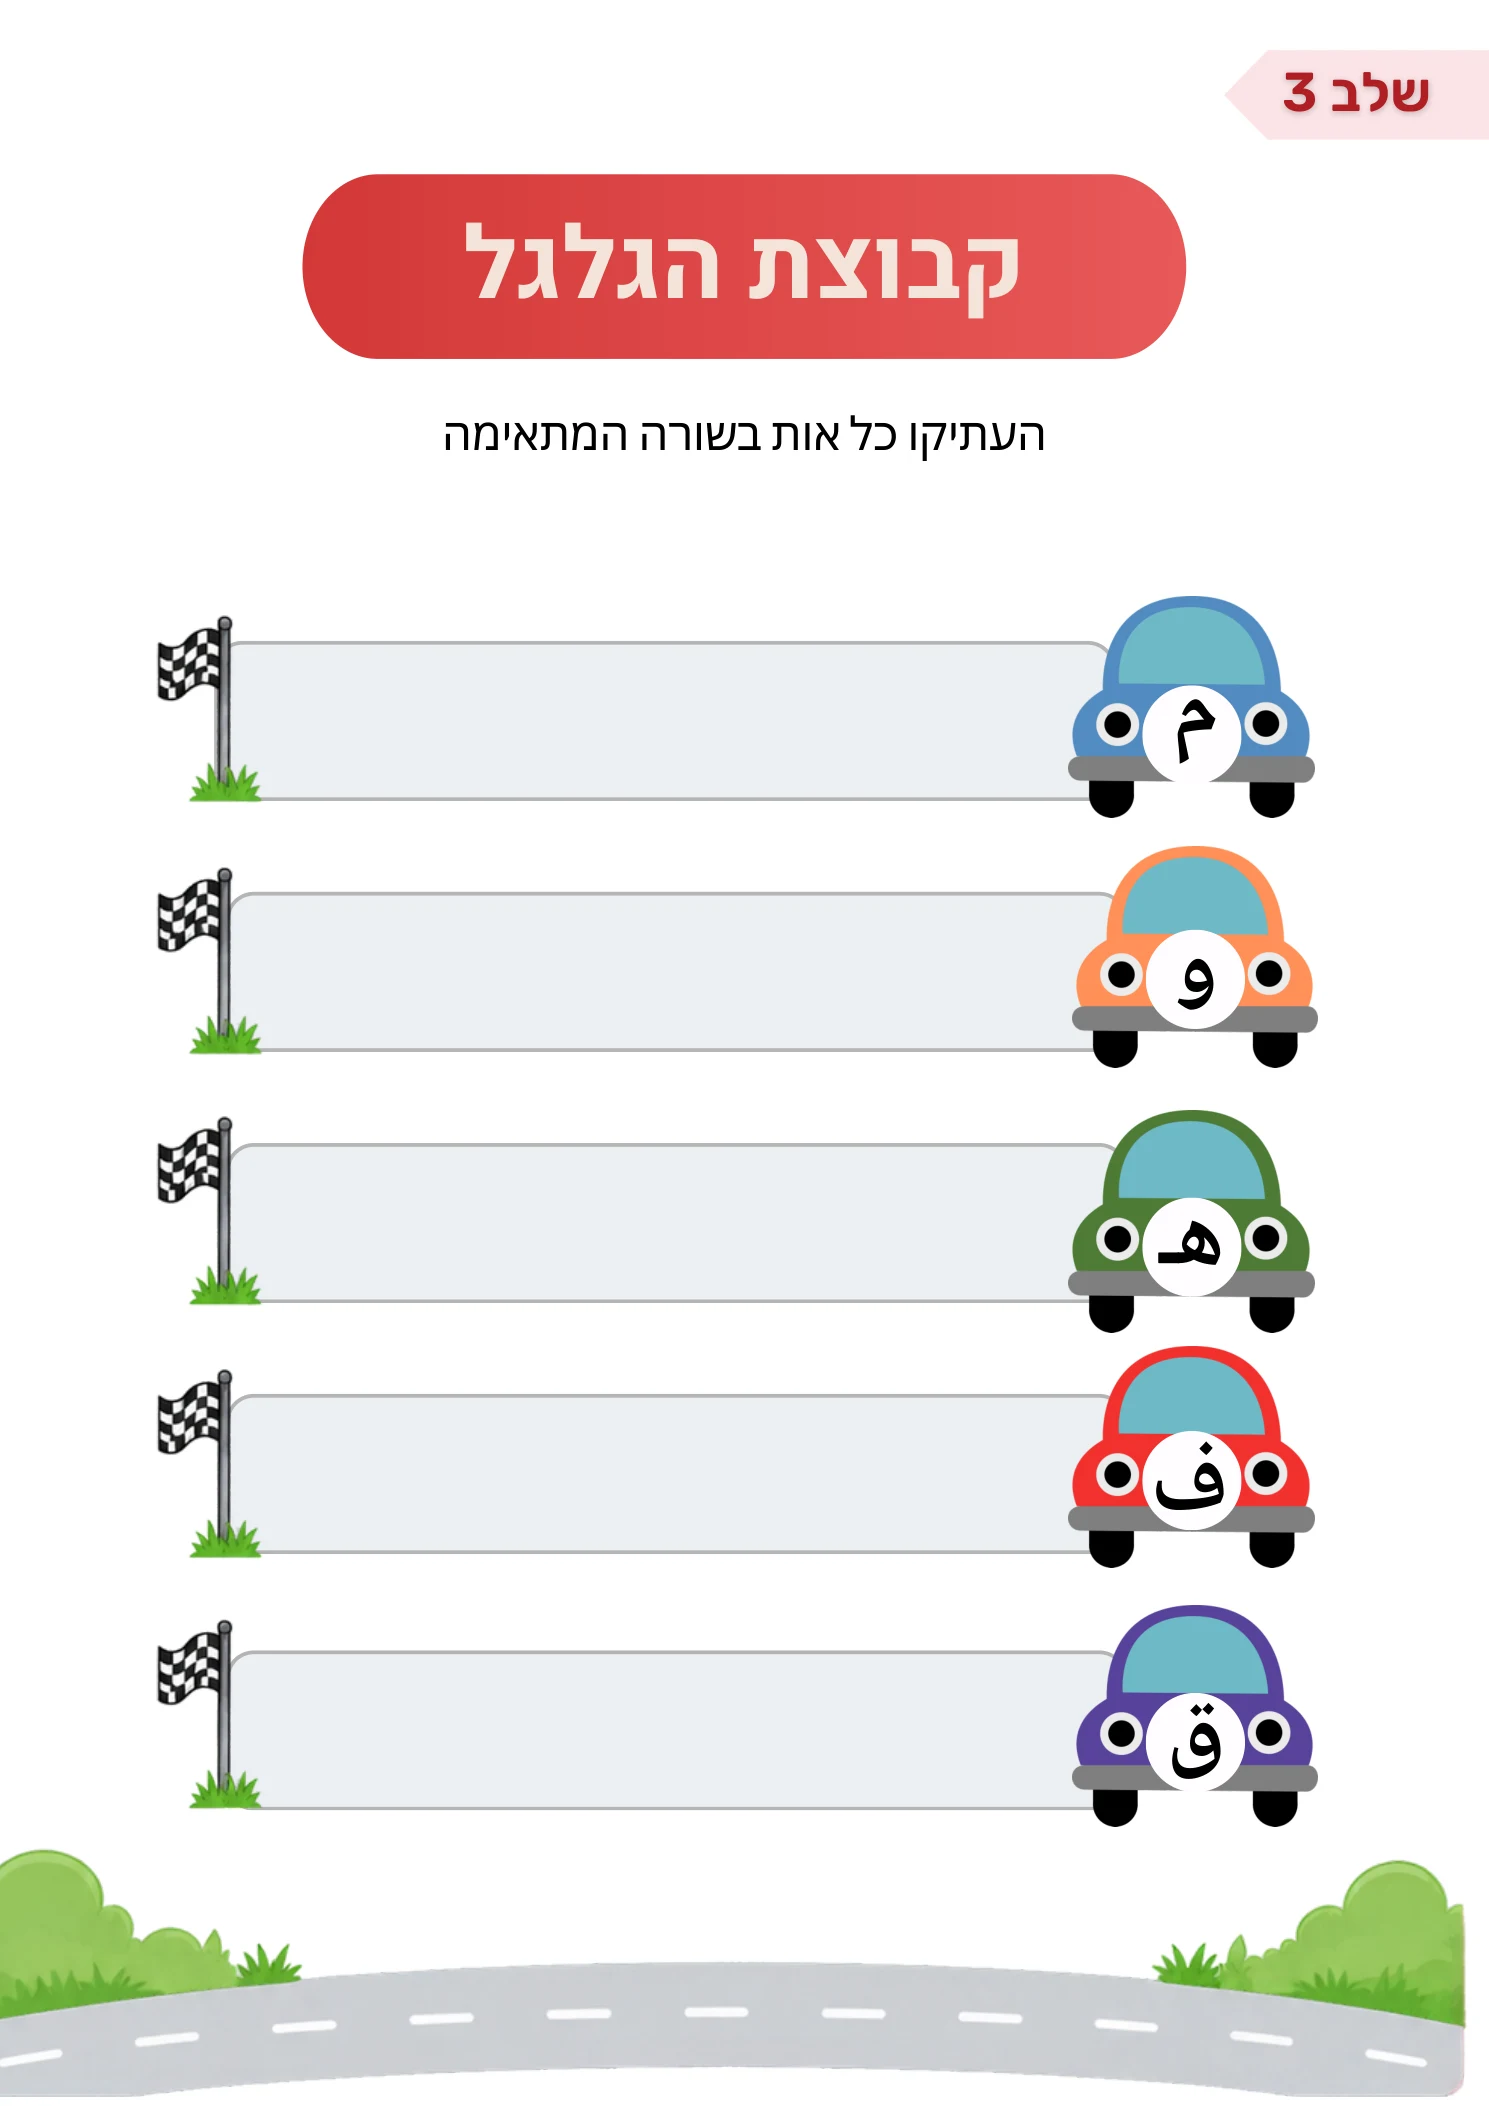 שלב 3
קבוצת הגלגל
העתיקו כל אות בשורה המתאימה
م
و
هـ
ف
ق